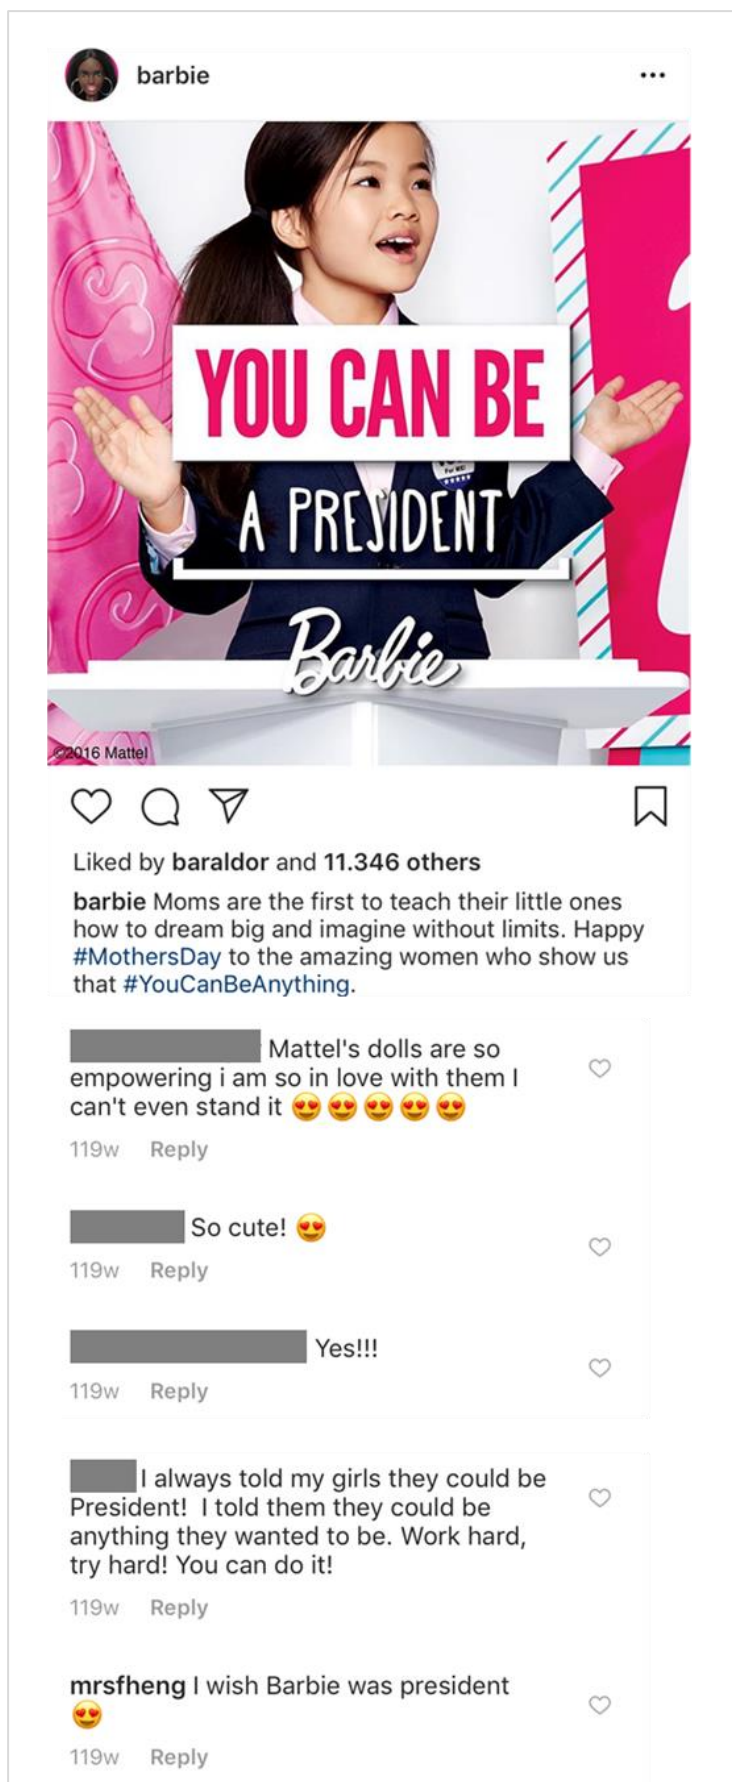 barbie
YOU CAN BE
For ME!
A PRESIDENT
Barbie
©2016 Mattel
Liked by baraldor and 11.346 others
barbie Moms are the first to teach their little ones
how to dream big and imagine without limits. Happy
#MothersDay to the amazing women who show us
that #YouCanBeAnything.
Mattel's dolls are so
empowering i am so in love with them I
can't even stand it 😍😍😍😍😍
119w Reply
So cute! 😍
119w Reply
Yes!!!
119w Reply
I always told my girls they could be
President! I told them they could be
anything they wanted to be. Work hard,
try hard! You can do it!
119w Reply
mrsfheng I wish Barbie was president
😍
119w Reply